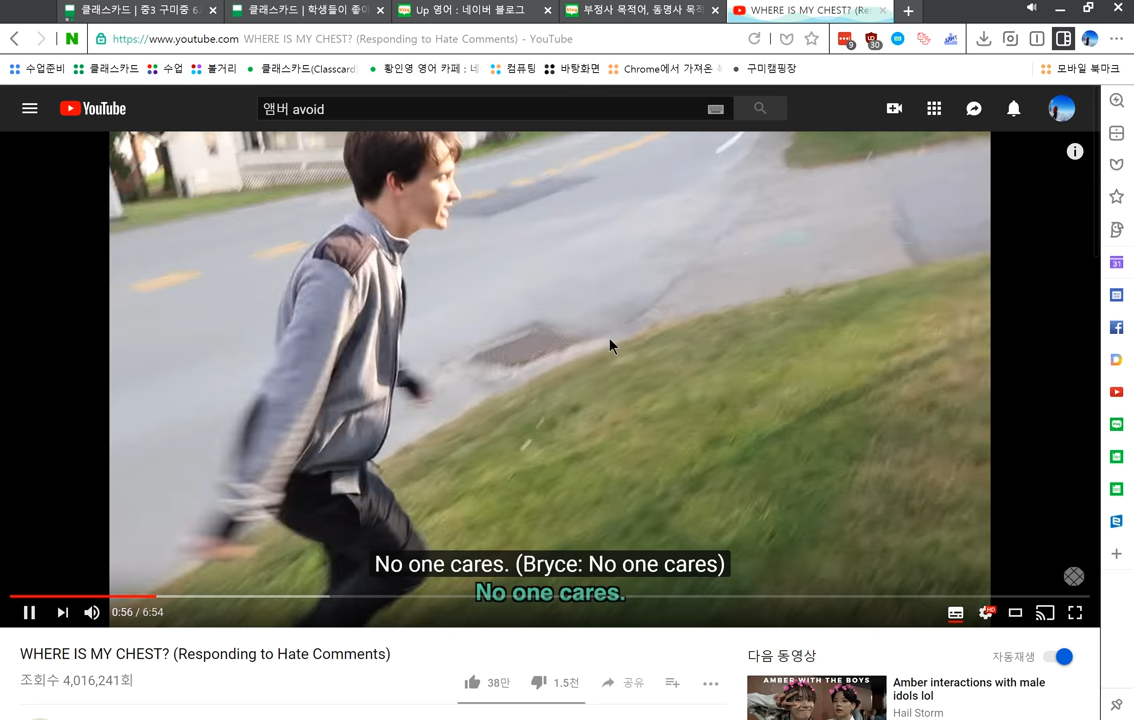 클래스카드 | 중3 구미중 6.
클래스카드 | 학생들이 좋아
Up 영어 : 네이버 블로그
부정사 목적어, 동명사 목적
WHERE IS MY CHEST? (Re
https://www.youtube.com WHERE IS MY CHEST? (Responding to Hate Comments) - YouTube
9
30
수업준비
클래스카드
수업
볼거리
클래스카드(Classcard
황인영 영어 카페 : 네
컴퓨팅
바탕화면
Chrome에서 가져온
구미캠핑장
모바일 북마크
YouTube
앰버 avoid
31
No one cares. (Bryce: No one cares)
No one cares.
0:56 / 6:54
HD
WHERE IS MY CHEST? (Responding to Hate Comments)
조회수 4,016,241회
38만
1.5천
공유
다음 동영상
자동재생
AMBER WITH THE BOYS
Amber interactions with male
idols lol
Hail Storm